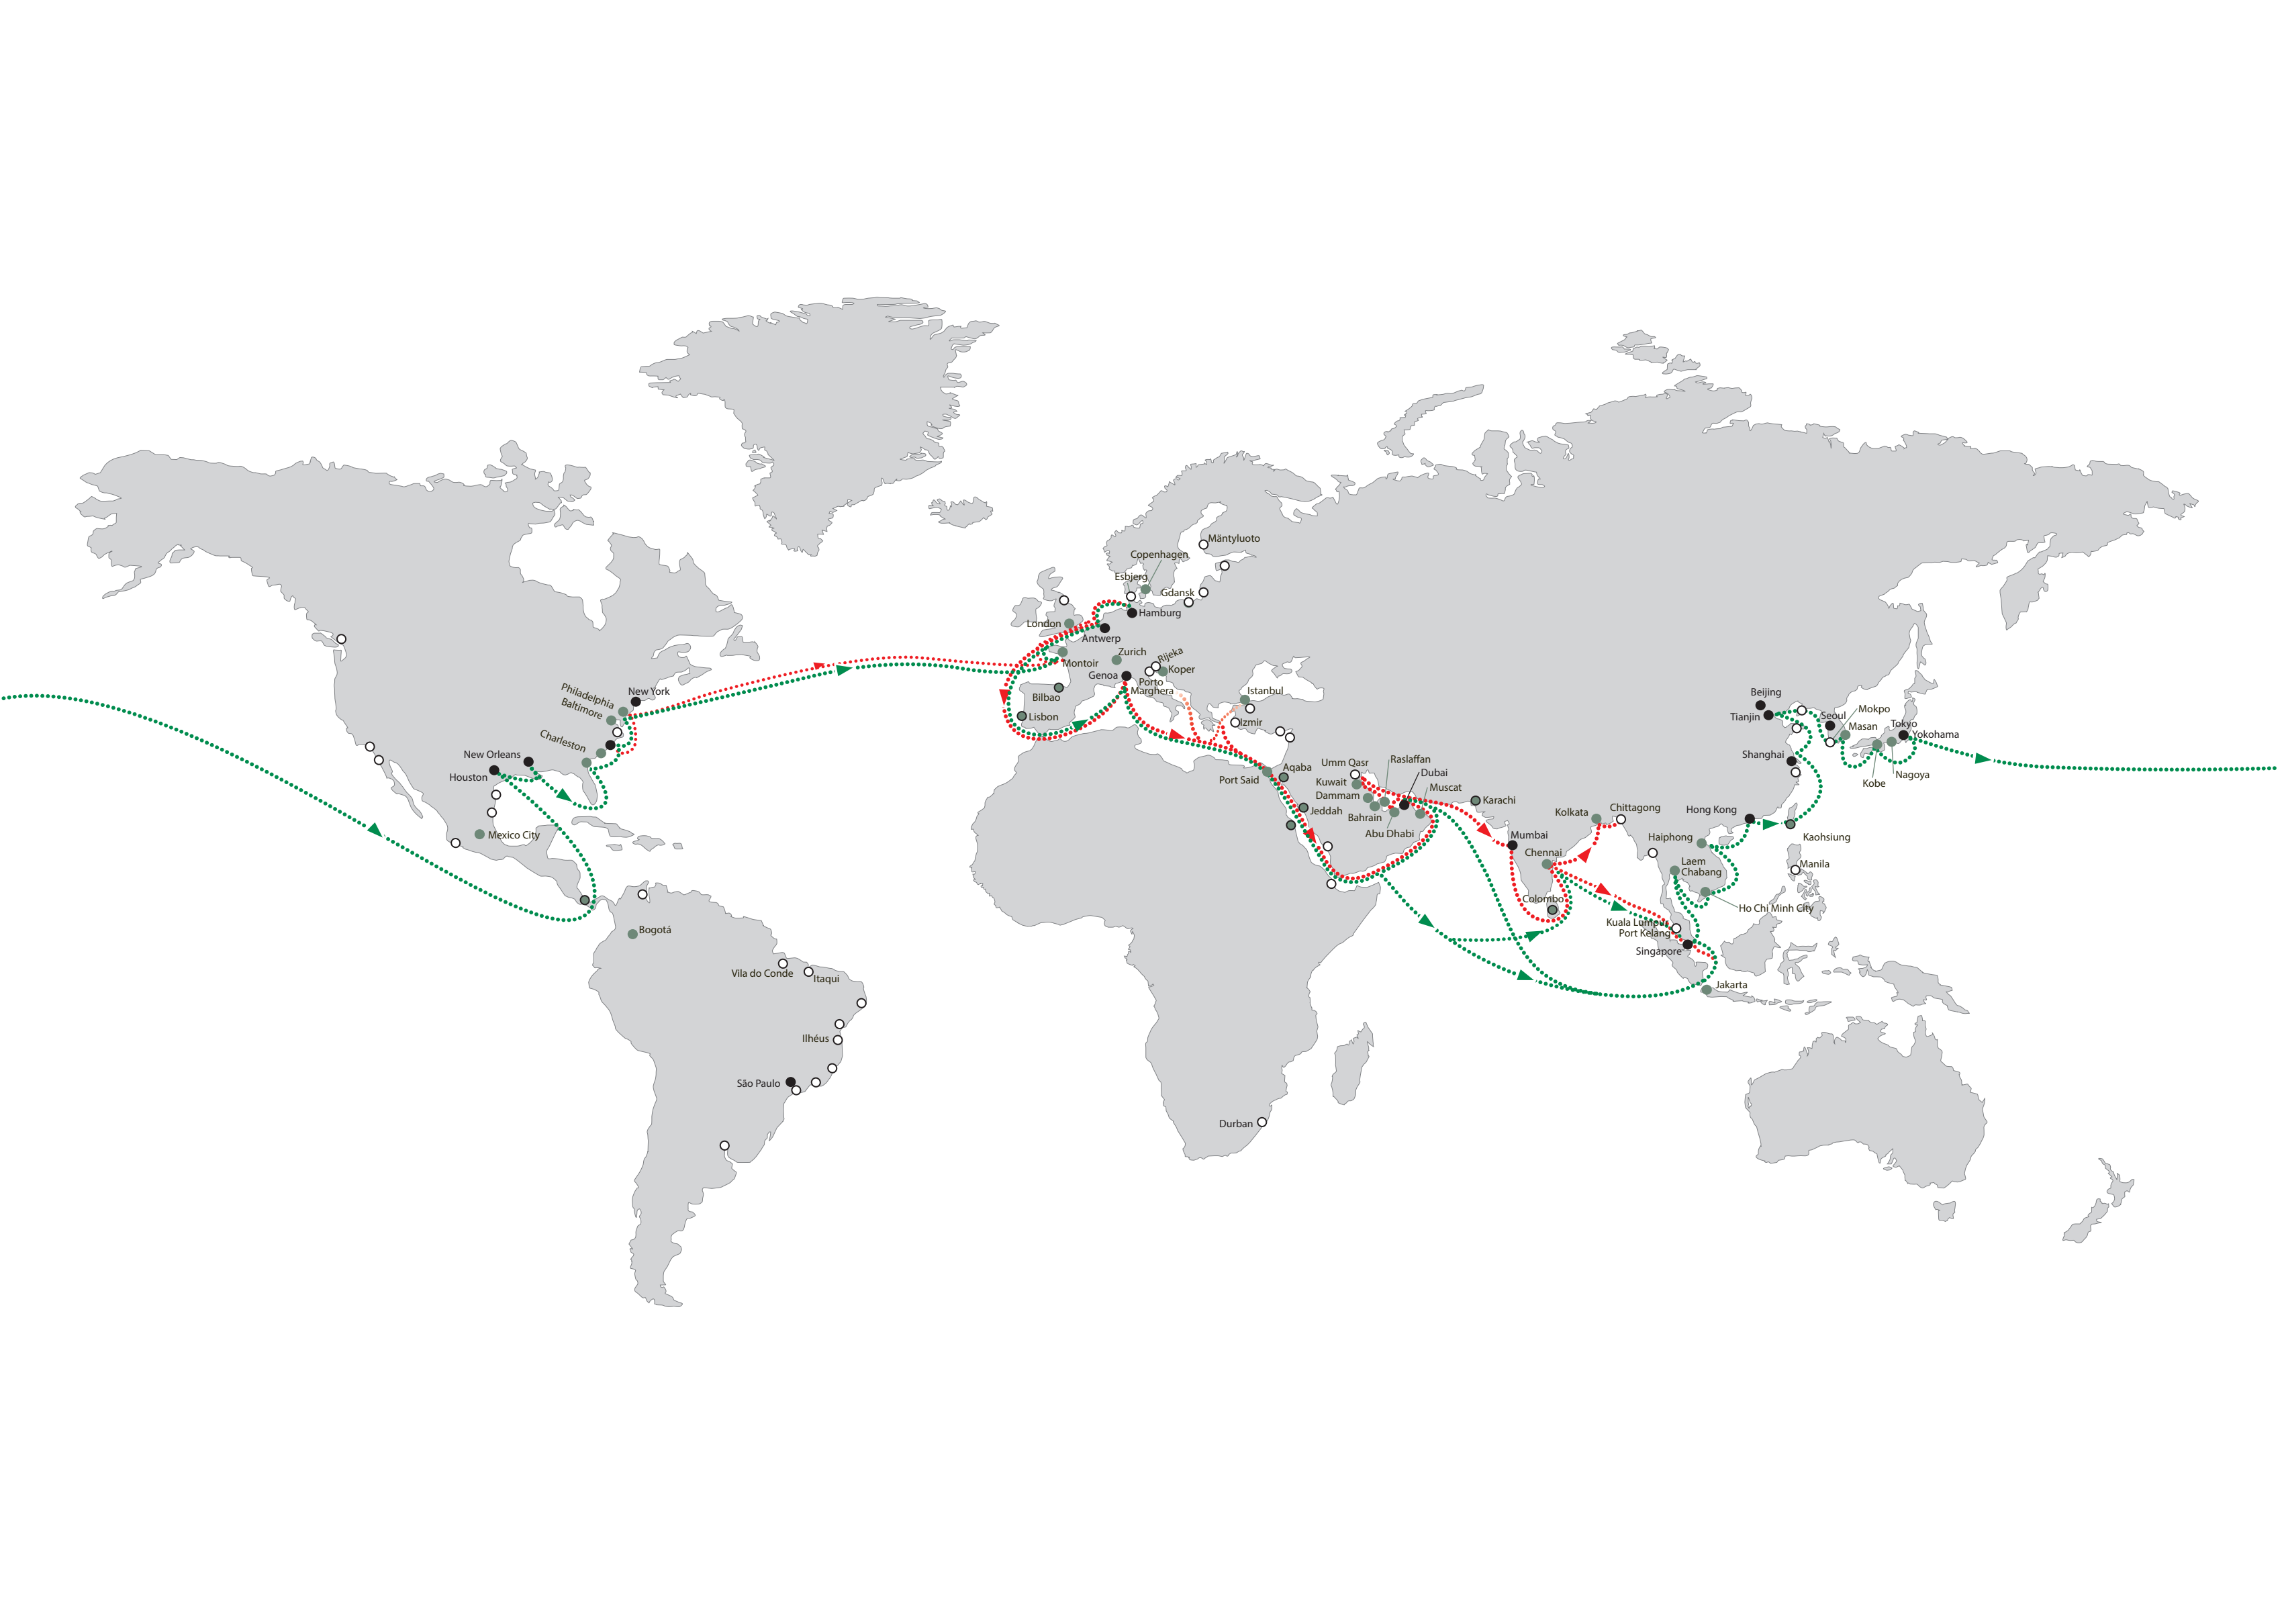 Mäntyluoto
Copenhagen
Esbjerg
Gdansk
Hamburg
London
Antwerp
Zurich
Rijeka
Montoir
Koper
Genoa
Porto
Marghera
Bilbao
Lisbon
Istanbul
Izmir
Philadelphia
New York
Baltimore
Charleston
New Orleans
Houston
Mexico City
Bogotá
Vila do Conde
Itaqui
Ilhéus
São Paulo
Durban
Port Said
Aqaba
Jeddah
Umm Qasr
Kuwait
Dammam
Bahrain
Abu Dhabi
Raslaffan
Dubai
Muscat
Karachi
Mumbai
Chennai
Colombo
Kolkata
Chittagong
Haiphong
Laem
Chabang
Ho Chi Minh City
Kuala Lumpur
Port Kelang
Singapore
Jakarta
Manila
Kaohsiung
Hong Kong
Shanghai
Beijing
Tianjin
Seoul
Mokpo
Masan
Tokyo
Yokohama
Nagoya
Kobe